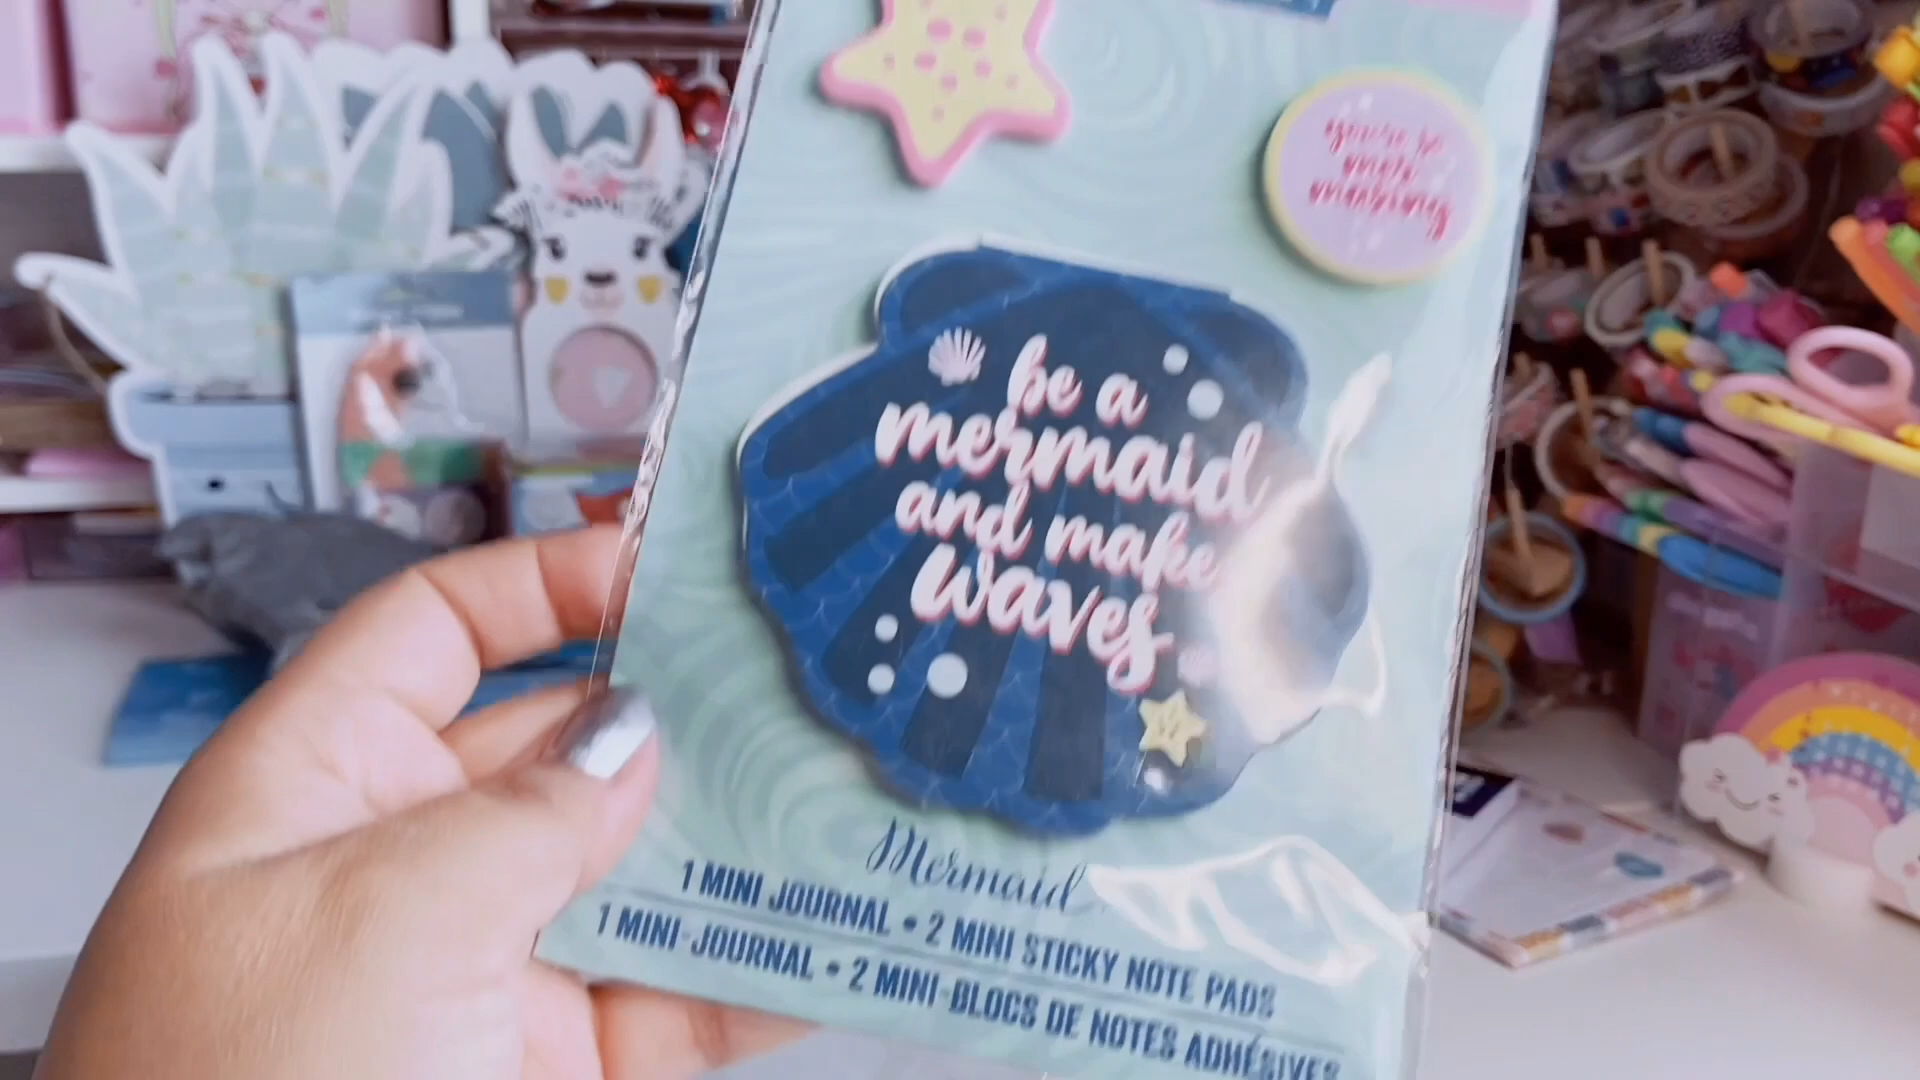 be a
mermaid
and make
waves
Mermaid
1 MINI JOURNAL • 2 MINI STICKY NOTE PADS
1 MINI-JOURNAL • 2 MINI-BLOCS DE NOTES ADHÉSIVES